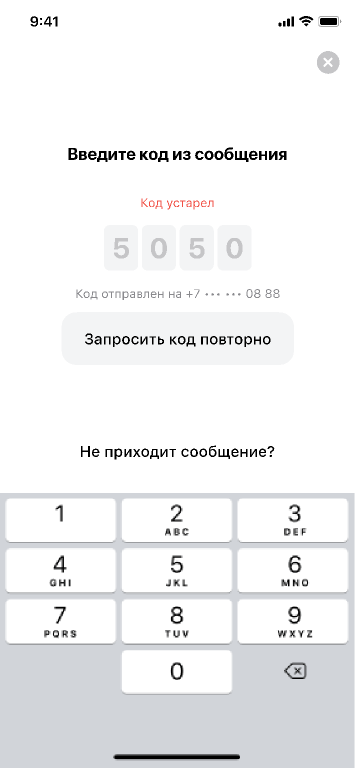 9:41
Введите код из сообщения
Код устарел
5 0 5 0
Код отправлен на +7 ••• ••• 08 88
Запросить код повторно
Не приходит сообщение?
1 2 3
ABC DEF
4 5 6
GHI JKL MNO
7 8 9
PQRS TUV WXYZ
0